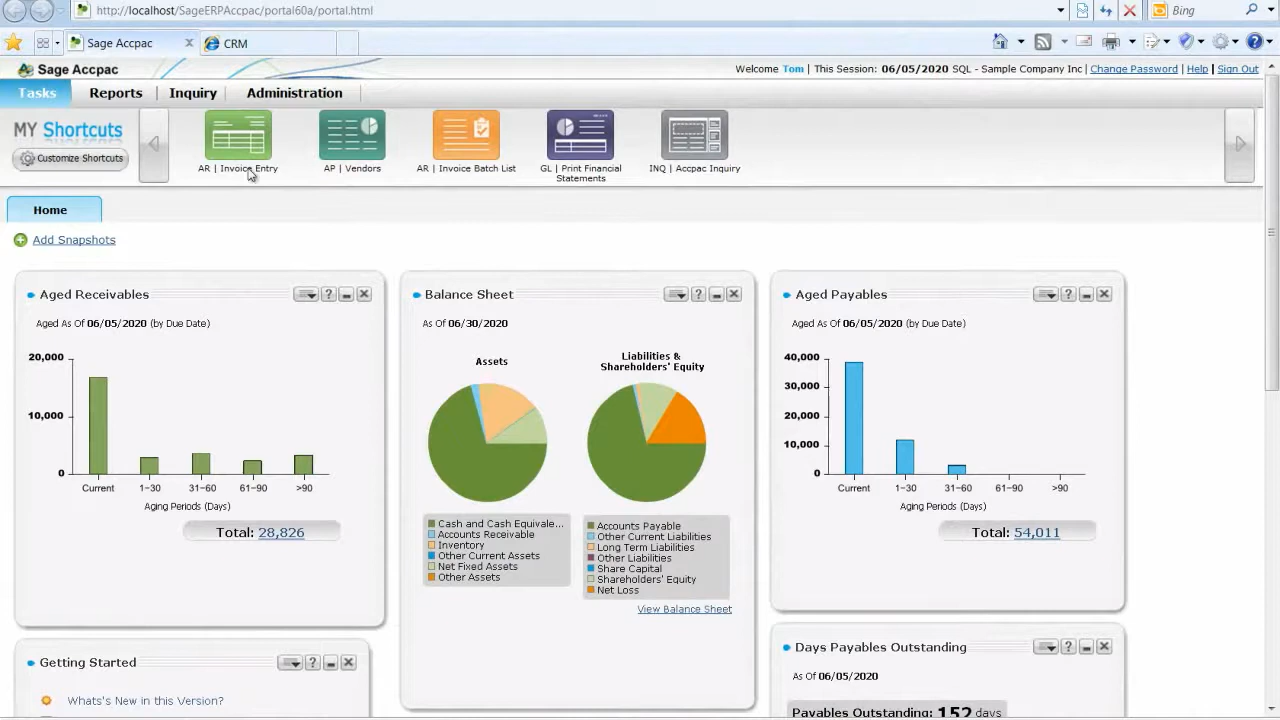 http://localhost/SageERPAccpac/portal60a/portal.html
Bing
Sage Accpac
CRM
Sage Accpac
Welcome Tom | This Session: 06/05/2020 SQL - Sample Company Inc | Change Password | Help | Sign Out
Tasks
Reports
Inquiry
Administration
MY Shortcuts
Customize Shortcuts
AR | Invoice Entry
AP | Vendors
AR | Invoice Batch List
GL | Print Financial
Statements
INQ | Accpac Inquiry
Home
Add Snapshots
Aged Receivables
Aged As Of 06/05/2020 (by Due Date)
20,000
10,000
0
Current
1-30
31-60
61-90
>90
Aging Periods (Days)
Total: 28,826
Balance Sheet
As Of 06/30/2020
Assets
Liabilities &
Shareholders' Equity
Cash and Cash Equivale...
Accounts Receivable
Inventory
Other Current Assets
Net Fixed Assets
Other Assets
Accounts Payable
Other Current Liabilities
Long Term Liabilities
Other Liabilities
Share Capital
Shareholders' Equity
Net Loss
View Balance Sheet
Aged Payables
Aged As Of 06/05/2020 (by Due Date)
40,000
30,000
20,000
10,000
0
Current
1-30
31-60
61-90
>90
Aging Periods (Days)
Total: 54,011
Getting Started
Whats's New in this Version?
Days Payables Outstanding
As Of 06/05/2020
Payables Outstanding: 152 days